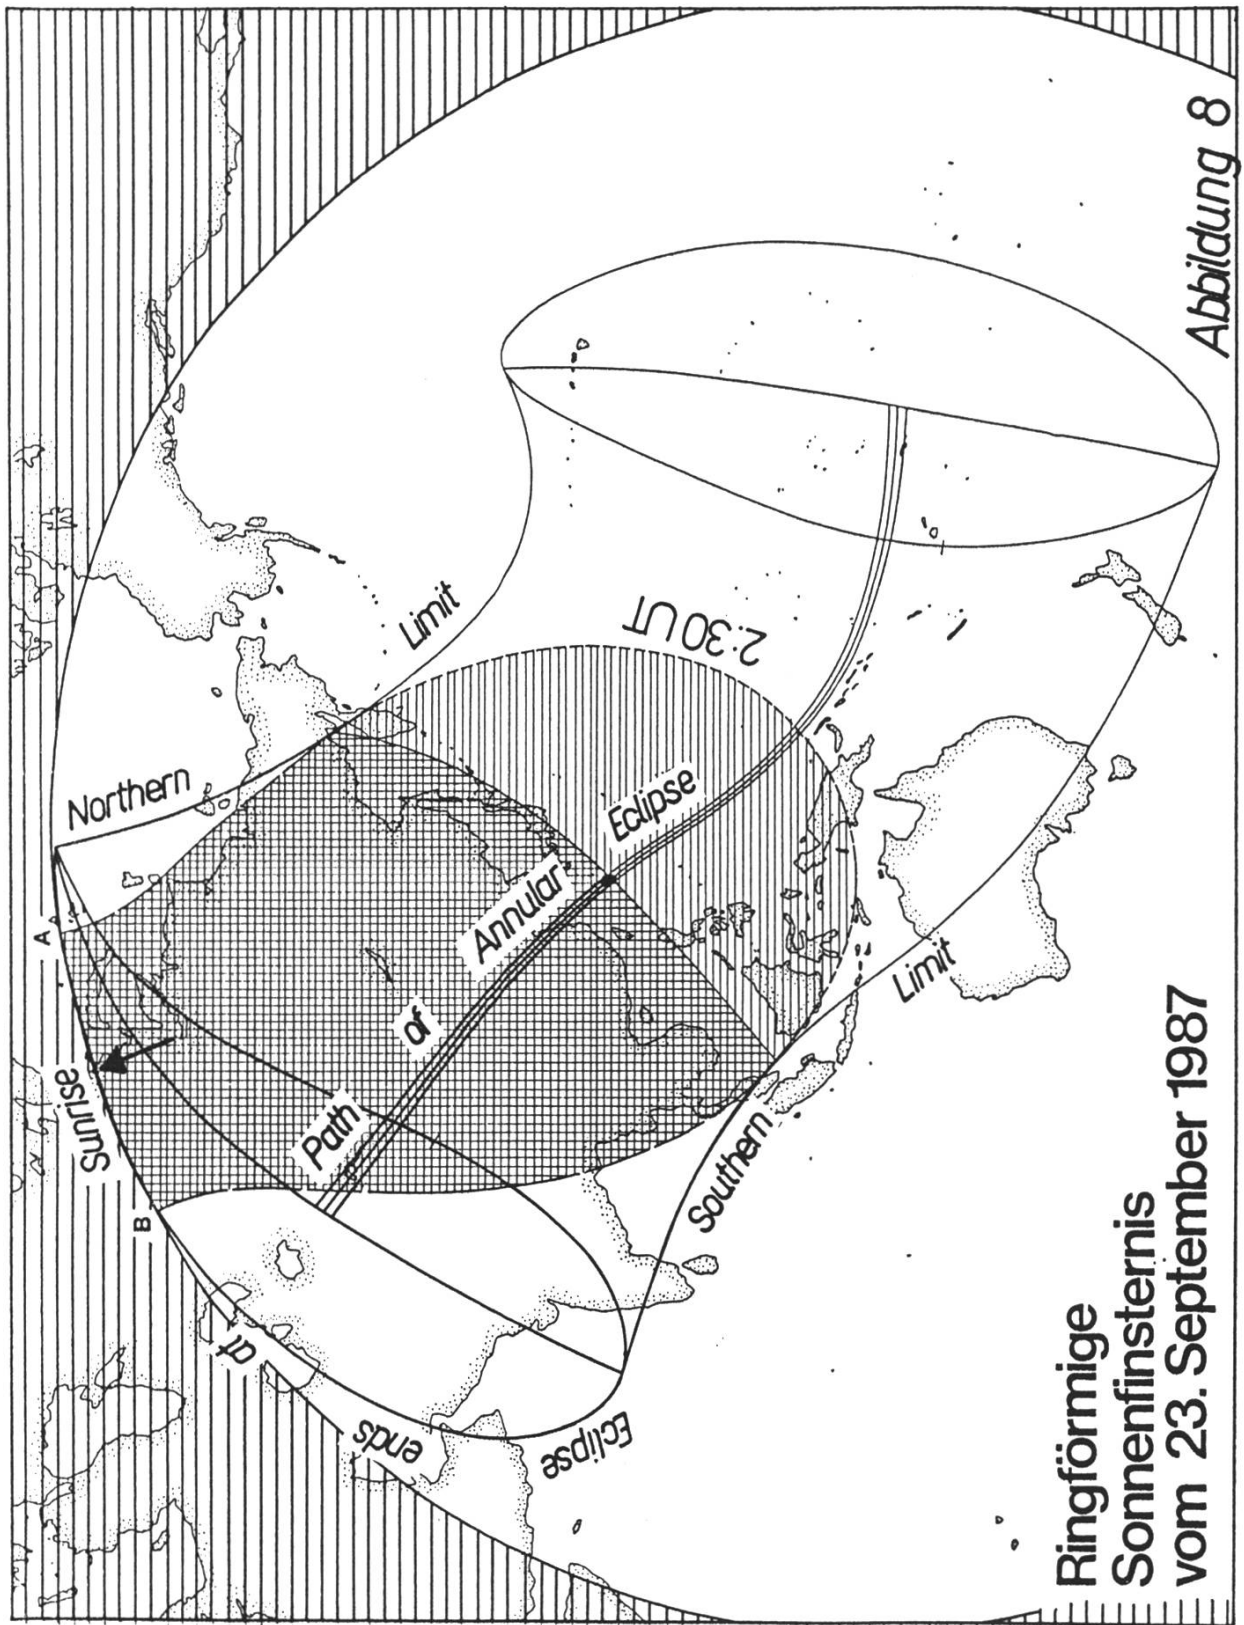 Abbildung 8
Northern
Limit
2:30 UT
A
Sunrise
B
Path
of
Annular
Eclipse
at
ends
Eclipse
Southern
Limit
Ringförmige
Sonnenfinsternis
vom 23. September 1987